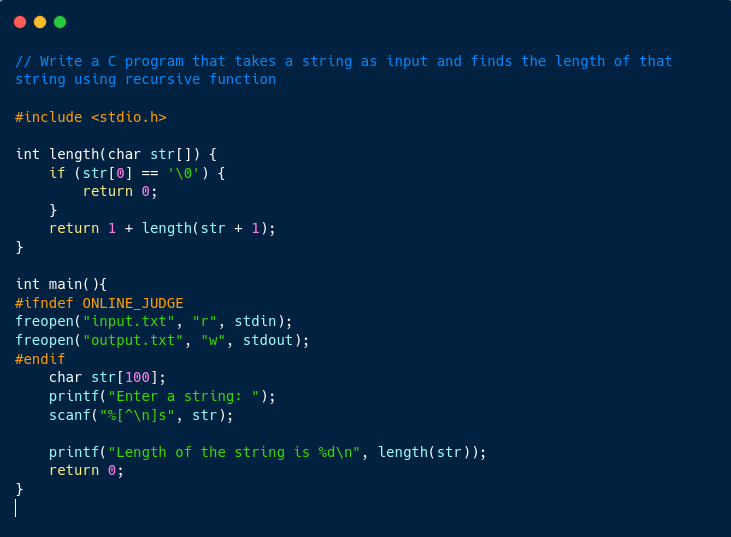 // Write a C program that takes a string as input and finds the length of that
string using recursive function

#include <stdio.h>

int length(char str[]) {
    if (str[0] == '\0') {
        return 0;
    }
    return 1 + length(str + 1);
}

int main(){
#ifndef ONLINE_JUDGE
freopen("input.txt", "r", stdin);
freopen("output.txt", "w", stdout);
#endif
    char str[100];
    printf("Enter a string: ");
    scanf("%[^\n]s", str);

    printf("Length of the string is %d\n", length(str));
    return 0;
}